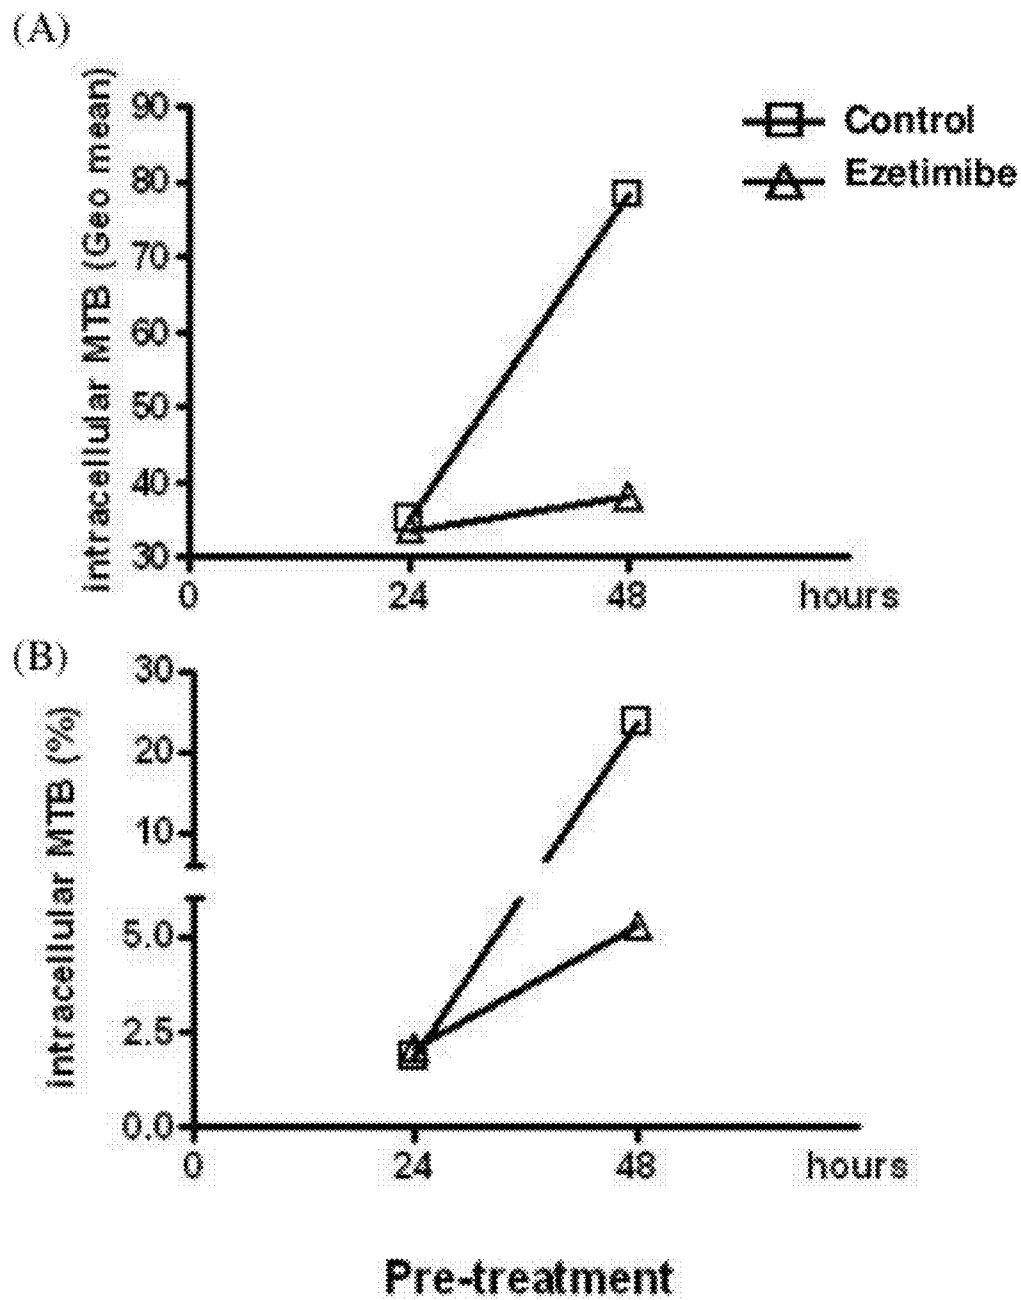 (A)
intracellular MTB (Geo mean)
90
80
70
60
50
40
30
0
24
48
hours
Control
Ezetimibe
(B)
intracellular MTB (%)
30
20
10
5.0
2.5
0.0
0
24
48
hours
Pre-treatment